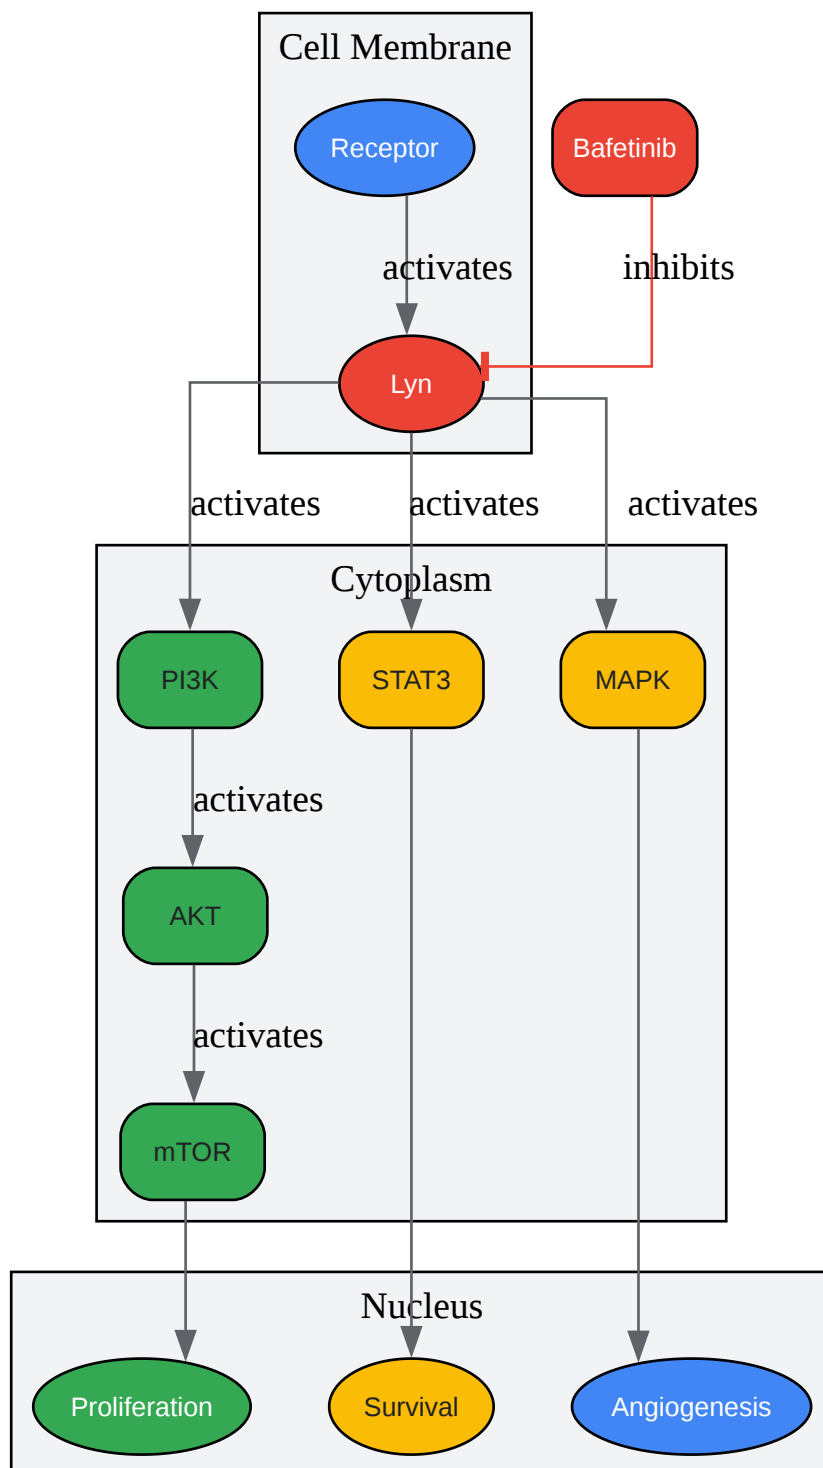 Cell Membrane
Receptor
Bafetinib
activates
inhibits
Lyn
activates
activates
activates
Cytoplasm
PI3K
STAT3
MAPK
activates
AKT
activates
mTOR
Nucleus
Proliferation
Survival
Angiogenesis